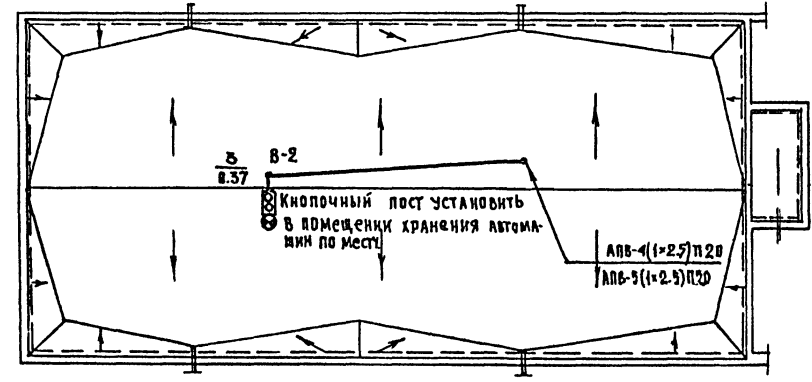 3
0.37
В-2
КНОПОЧНЫЙ ПОСТ УСТАНОВИТЬ
В ПОМЕЩЕНИИ ХРАНЕНИЯ АВТОМА-
ШИН ПО МЕСТУ
АПВ-4(1×2.5)П20
АПВ-5(1×2.5)П20